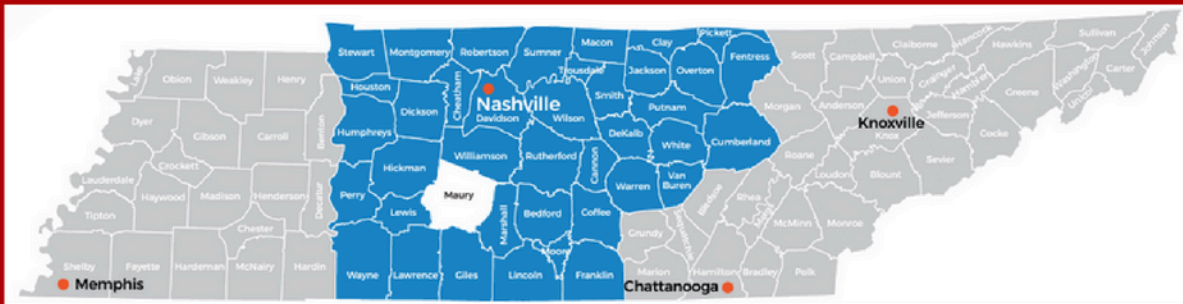 Stewart
Montgomery
Robertson
Sumner
Macon
Clay
Pickett
Fentress
Scott
Campbell
Claiborne
Hancock
Hawkins
Sullivan
Johnson
Lake
Obion
Weakley
Henry
Houston
Dickson
Cheatham
Nashville
Davidson
Trousdale
Wilson
Smith
Jackson
Overton
Putnam
Morgan
Anderson
Union
Grainger
Hamblen
Greene
Washington
Unicoi
Carter
Dyer
Gibson
Carroll
Benton
Humphreys
Hickman
Williamson
Rutherford
Cannon
DeKalb
White
Cumberland
Knoxville
Knox
Jefferson
Cocke
Sevier
Blount
Loudon
Roane
Lauderdale
Crockett
Haywood
Madison
Henderson
Decatur
Perry
Lewis
Maury
Marshall
Bedford
Coffee
Warren
Van
Buren
Bledsoe
Rhea
Meigs
McMinn
Monroe
Tipton
Chester
Grundy
Sequatchie
Shelby
Fayette
Hardeman
McNairy
Hardin
Wayne
Lawrence
Giles
Lincoln
Moore
Franklin
Marion
Hamilton
Bradley
Polk
Memphis
Chattanooga